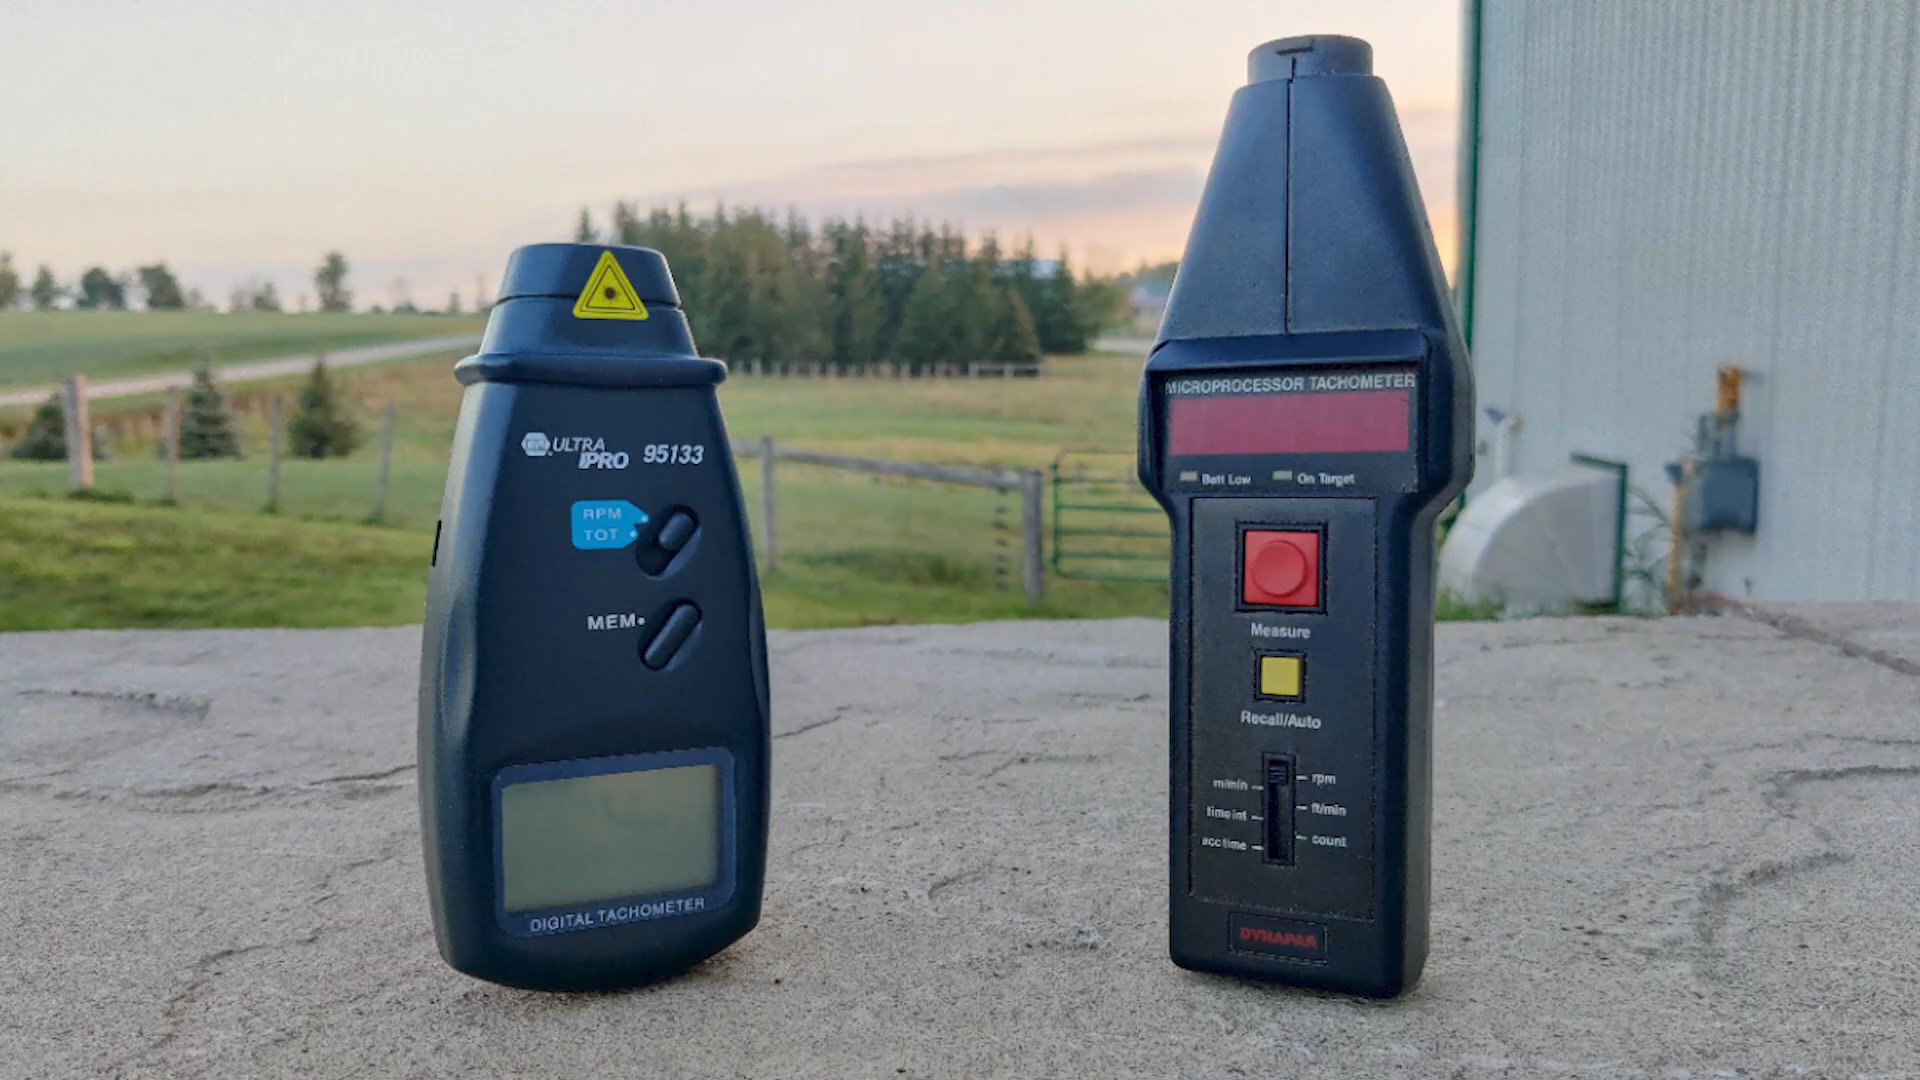 ULTRA
PRO 95133
RPM
TOT
MEM
DIGITAL TACHOMETER
MICROPROCESSOR TACHOMETER
Batt Low On Target
Measure
Recall/Auto
m/min rpm
time int ft/min
acc time count
DYNAPAR